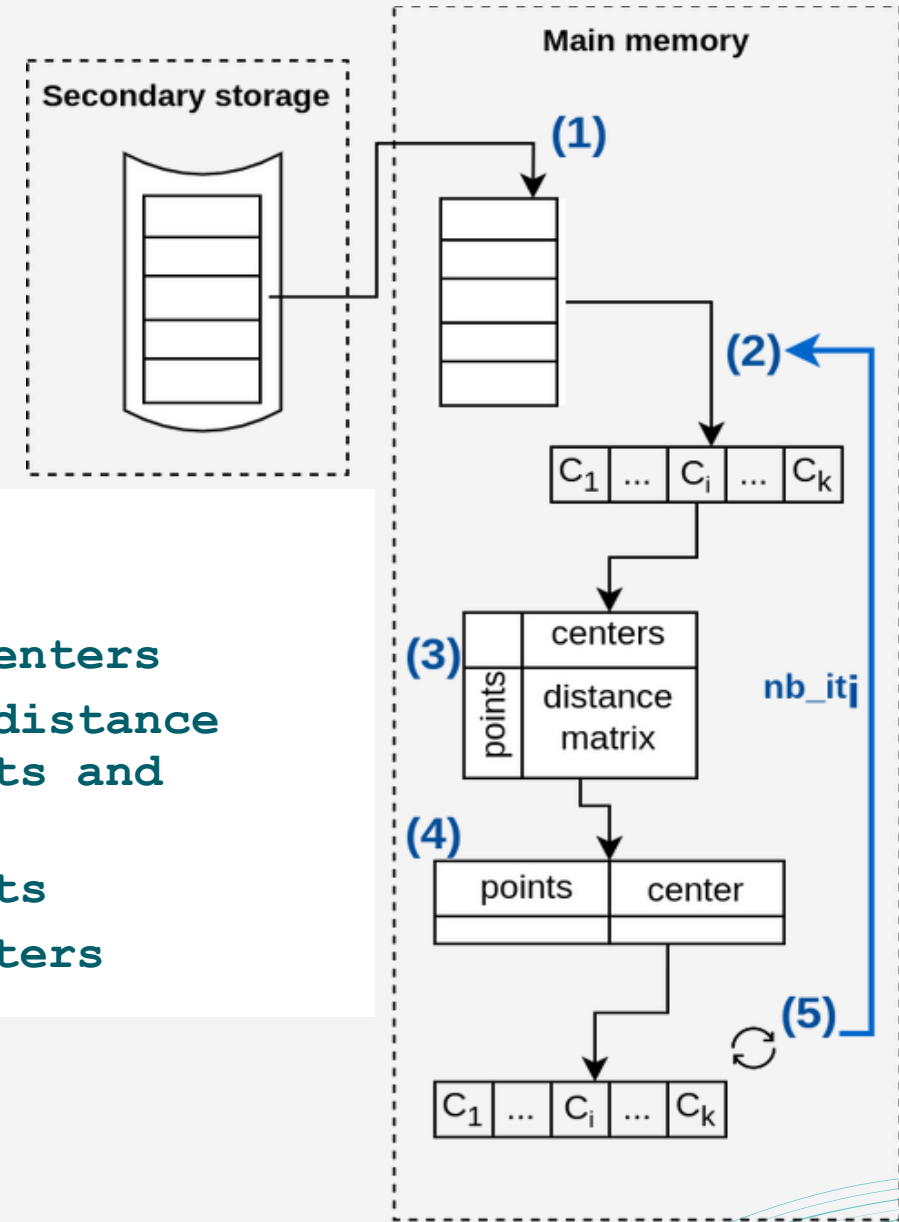 Main memory
Secondary storage
(1)
(2)
C1 ... Ci ... Ck
centers
(3)
points
distance
matrix
nb_iti
(4)
points center
(5)
C1 ... Ci ... Ck
enters
distance
ts and
ts
ters